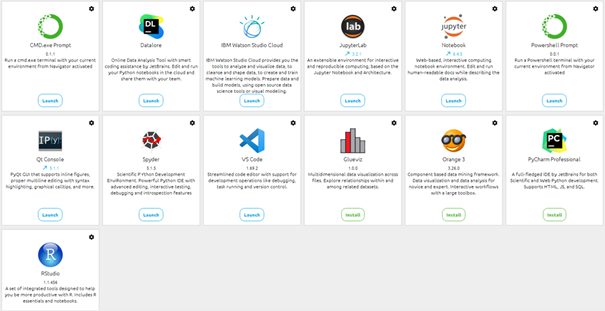 CMD.exe Prompt
0.1.1
Run a cmd.exe terminal with your current
environment from Navigator activated
Launch
DL
Datalore
Online Data Analysis Tool with smart
coding assistance by JetBrains. Edit and run
your Python notebooks in the cloud and
share them with your team.
Launch
IBM Watson Studio Cloud
IBM Watson Studio Cloud provides you the
tools to analyze and visualize data, to
cleanse and shape data, to create and train
machine learning models. Prepare data and
build models, using open source data
science tools or visual modeling.
Launch
lab
JupyterLab
An extensible environment for interactive
and reproducible computing, based on the
Jupyter Notebook and Architecture.
Launch
jupyter
Notebook
6.4.3
Web-based, interactive computing
notebook environment. Edit and run
human-readable docs while describing the
data analysis.
Launch
Powershell Prompt
0.0.1
Run a Powershell terminal with your
current environment from Navigator
activated
Launch
IP[y]:
Qt Console
5.1.1
PyQt GUI that supports inline figures,
proper multiline editing with syntax
highlighting, graphical calltips, and more.
Launch
Spyder
5.1.5
Scientific PYthon Development
EnviRonment. Powerful Python IDE with
advanced editing, interactive testing,
debugging and introspection features
Launch
VS Code
1.69.2
Streamlined code editor with support for
development operations like debugging,
task running and version control.
Launch
Glueviz
1.0.0
Multidimensional data visualization across
files. Explore relationships within and
among related datasets.
Install
Orange 3
3.26.0
Component based data mining framework.
Data visualization and data analysis for
novice and expert. Interactive workflows
with a large toolbox.
Install
PC
PyCharm Professional
A full-fledged IDE by JetBrains for both
Scientific and Web Python development.
Supports HTML, JS, and SQL.
Install
R
RStudio
1.1.456
A set of integrated tools designed to help
you be more productive with R. Includes R
essentials and notebooks.